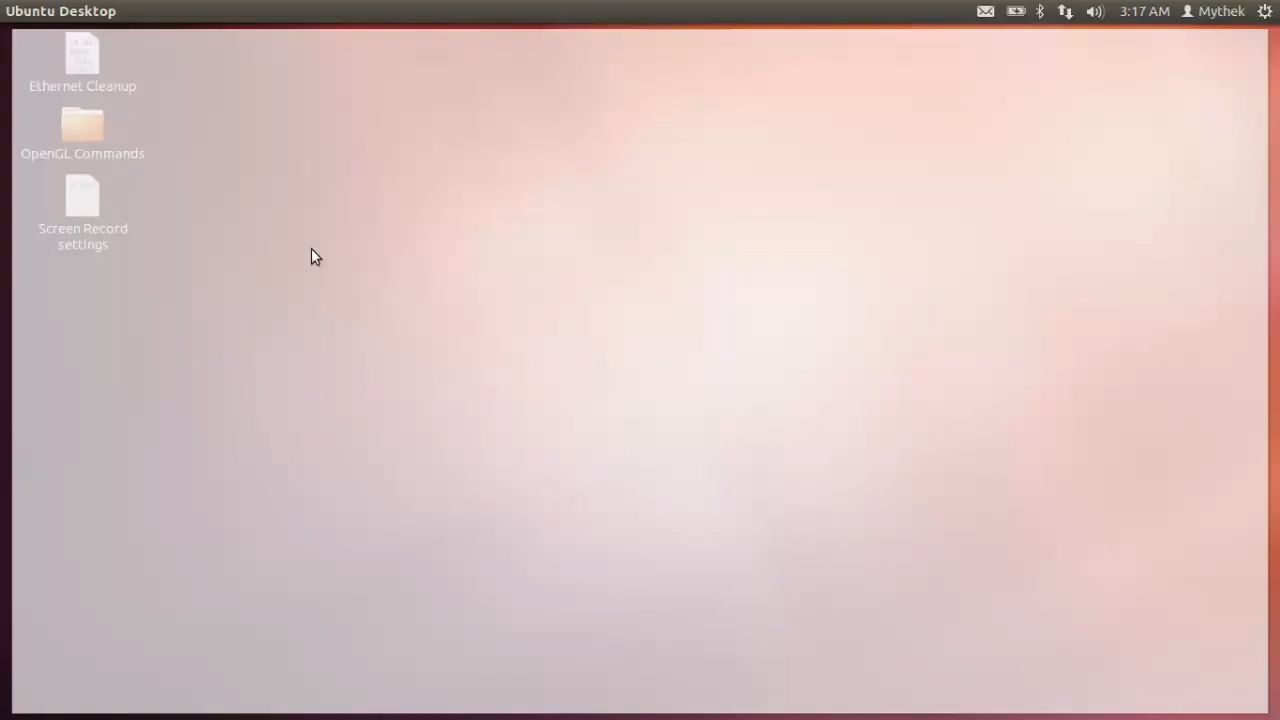 Ubuntu Desktop
3:17 AM
Mythek
Ethernet Cleanup
OpenGL Commands
Screen Record
settings